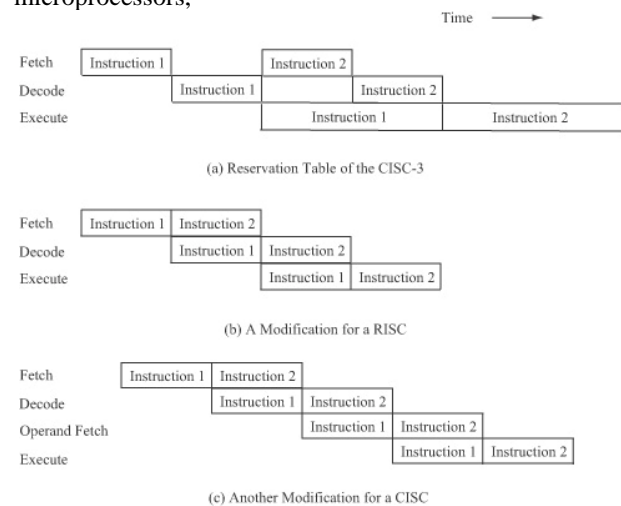 microprocessors,
Time
Fetch Instruction 1 Instruction 2
Decode Instruction 1 Instruction 2
Execute Instruction 1 Instruction 2
(a) Reservation Table of the CISC-3
Fetch Instruction 1 Instruction 2
Decode Instruction 1 Instruction 2
Execute Instruction 1 Instruction 2
(b) A Modification for a RISC
Fetch Instruction 1 Instruction 2
Decode Instruction 1 Instruction 2
Operand Fetch Instruction 1 Instruction 2
Execute Instruction 1 Instruction 2
(c) Another Modification for a CISC